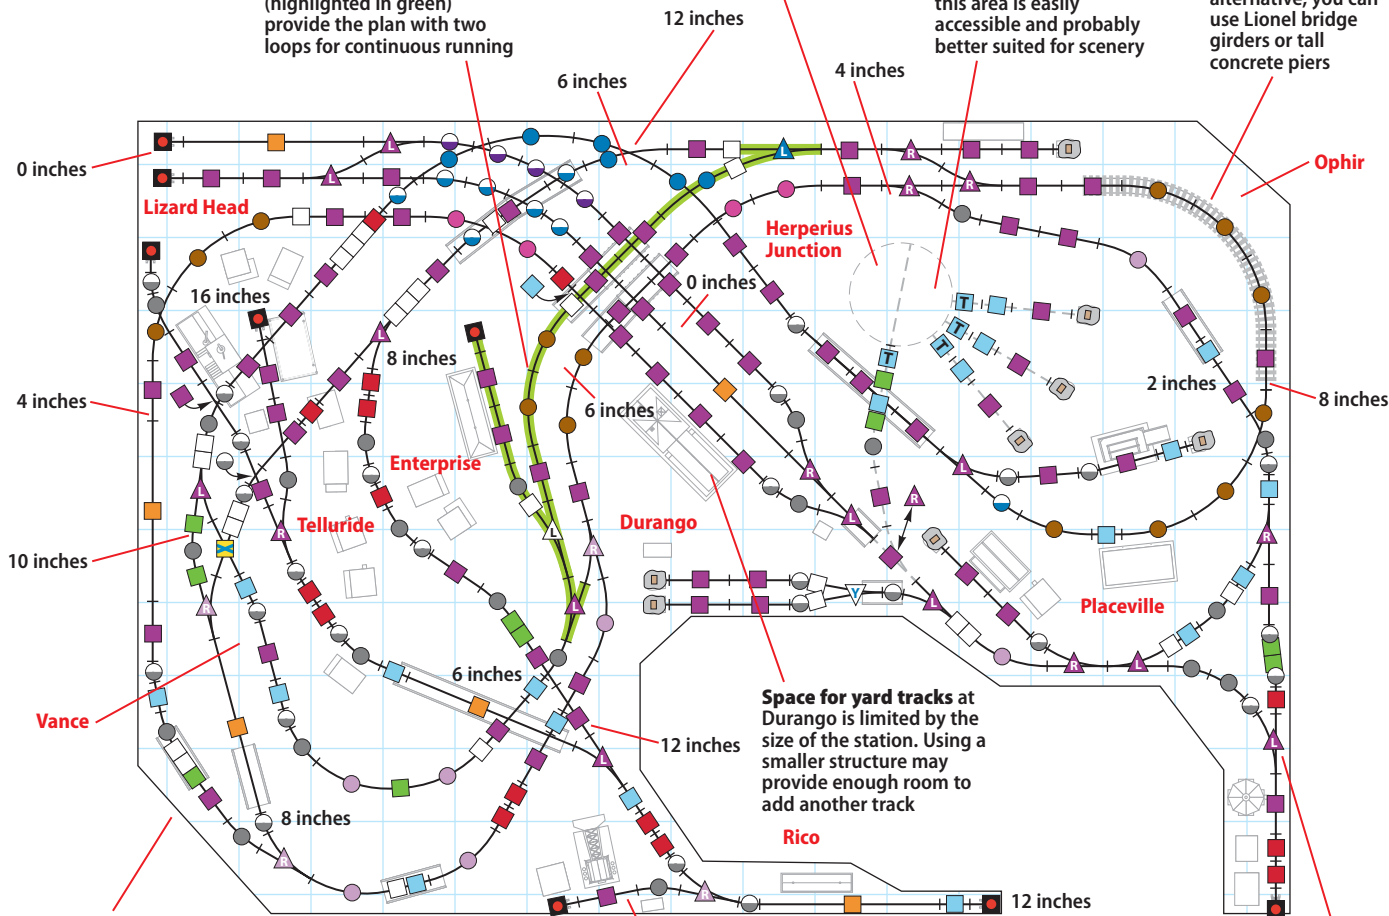 (highlighted in green)
provide the plan with two
loops for continuous running
12 inches
this area is easily
accessible and probably
better suited for scenery
alternative, you can
use Lionel bridge
girders or tall
concrete piers
6 inches
4 inches
0 inches
Ophir
Lizard Head
Herperius
Junction
16 inches
0 inches
8 inches
4 inches
2 inches
8 inches
6 inches
Enterprise
Telluride
Durango
10 inches
Placeville
6 inches
Vance
12 inches
Space for yard tracks at
Durango is limited by the
size of the station. Using a
smaller structure may
provide enough room to
add another track
8 inches
Rico
12 inches
L
L
L
R
R
R
T
T
T
T
L
L
R
L
L
R
R
R
R
L
R
L
Y
L
R
L
L
L
R
R